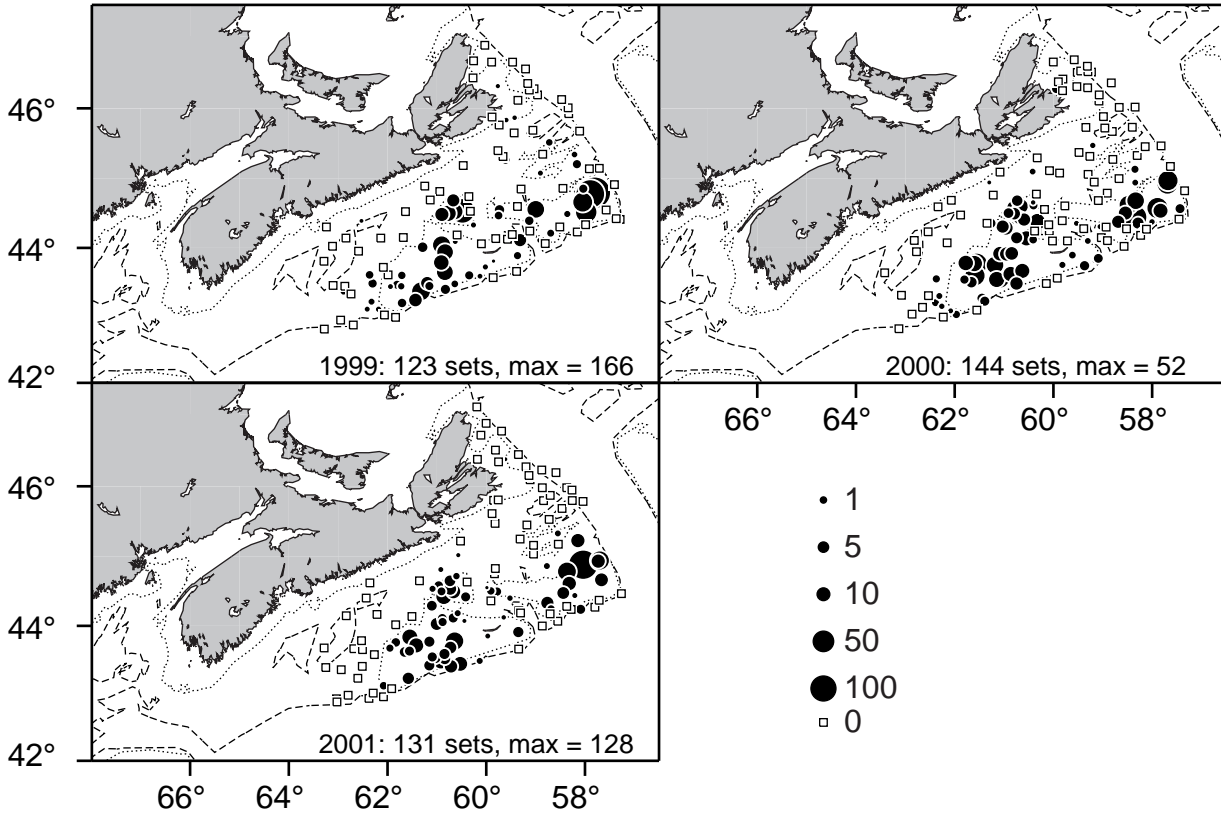 46°
44°
42°
1999: 123 sets, max = 166
2000: 144 sets, max = 52
66° 64° 62° 60° 58°
46°
44°
42°
2001: 131 sets, max = 128
66° 64° 62° 60° 58°
1
5
10
50
100
0